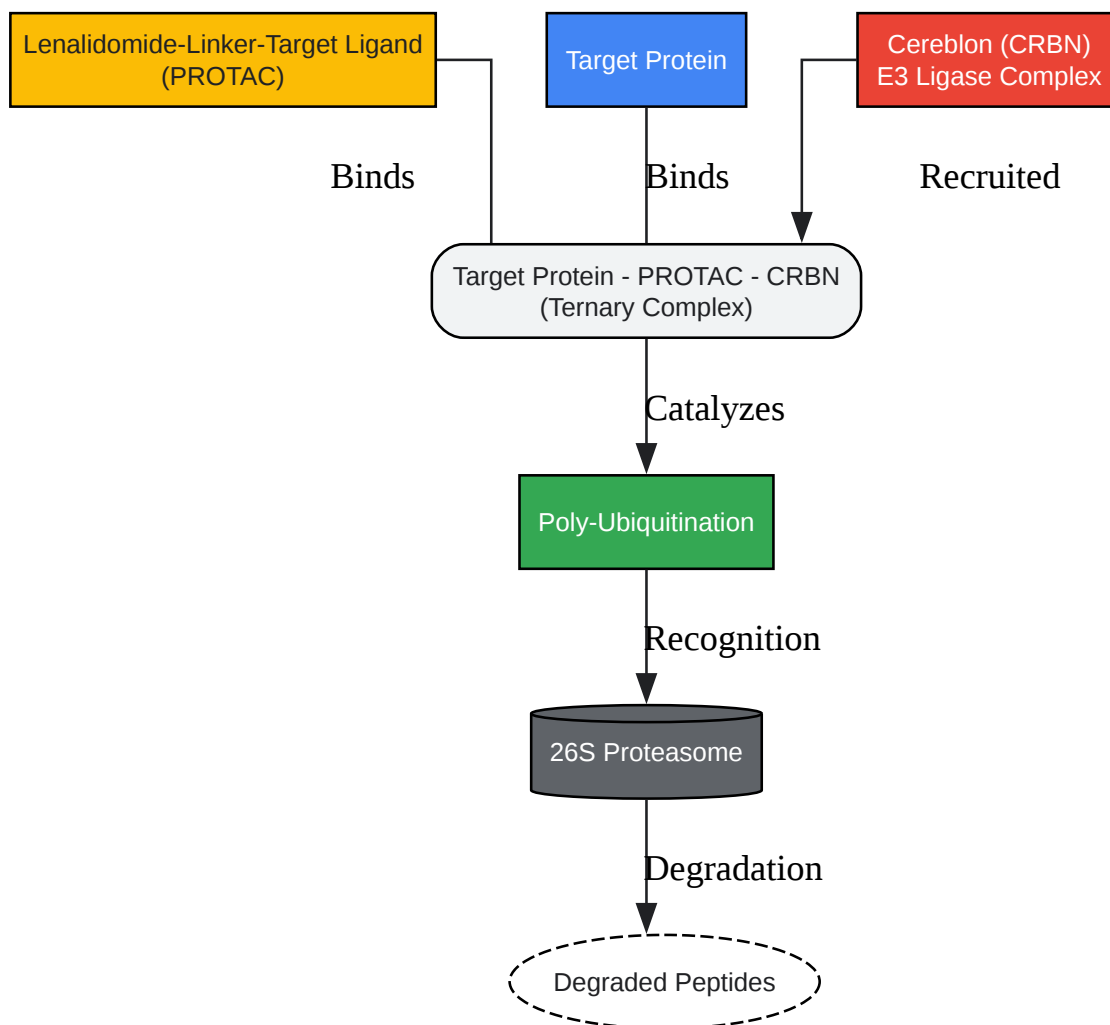 Lenalidomide-Linker-Target Ligand
(PROTAC)
Target Protein
Cereblon (CRBN)
E3 Ligase Complex
Binds
Binds
Recruited
Target Protein - PROTAC - CRBN
(Ternary Complex)
Catalyzes
Poly-Ubiquitination
Recognition
26S Proteasome
Degradation
Degraded Peptides